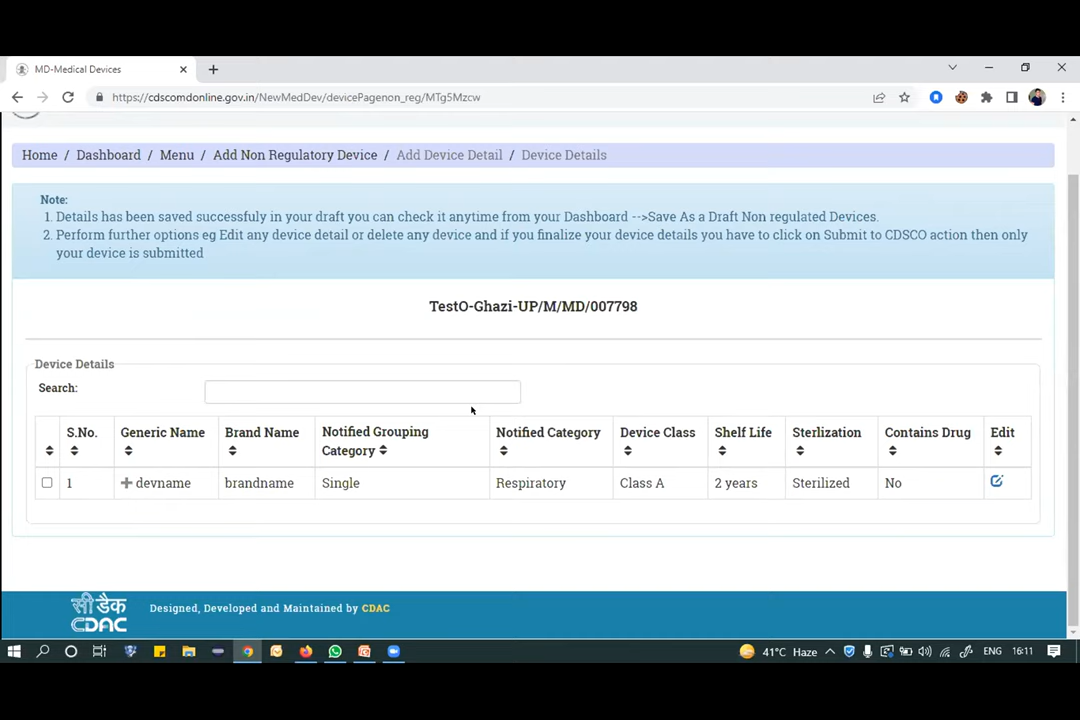 MD-Medical Devices
https://cdscomdonline.gov.in/NewMedDev/devicePagenon_reg/MTg5Mzcw
Home / Dashboard / Menu / Add Non Regulatory Device / Add Device Detail / Device Details
Note:
1. Details has been saved successfuly in your draft you can check it anytime from your Dashboard -->Save As a Draft Non regulated Devices.
2. Perform further options eg Edit any device detail or delete any device and if you finalize your device details you have to click on Submit to CDSCO action then only
your device is submitted
TestO-Ghazi-UP/M/MD/007798
Device Details
Search:
S.No. Generic Name Brand Name Notified Grouping Category Notified Category Device Class Shelf Life Sterlization Contains Drug Edit
1 devname brandname Single Respiratory Class A 2 years Sterilized No
सी डैक
CDAC
Designed, Developed and Maintained by CDAC
41°C Haze ENG 16:11